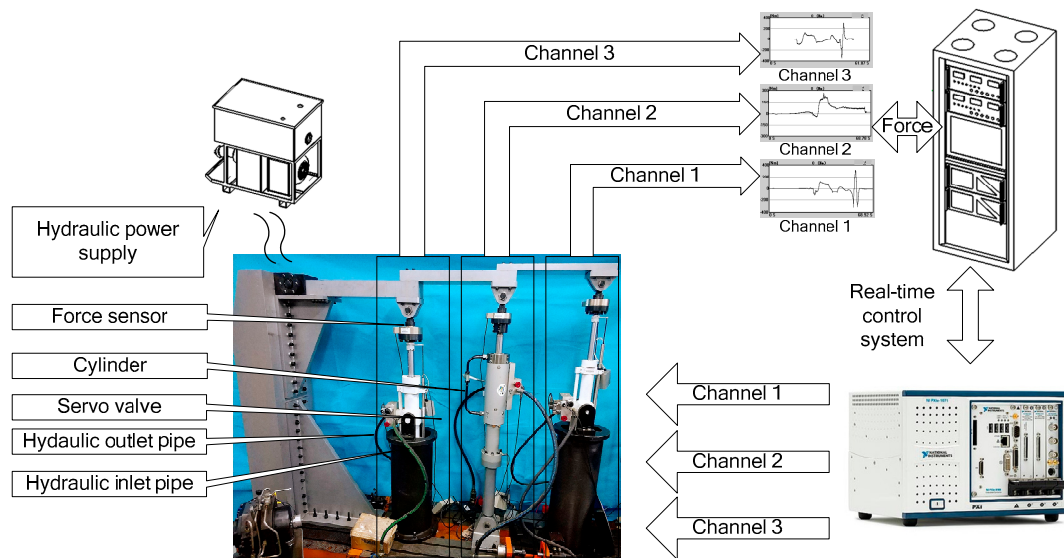 Channel 3
Channel 3
Channel 2
Channel 2
Force
Channel 1
Channel 1
Hydraulic power
supply
Force sensor
Cylinder
Servo valve
Hydaulic outlet pipe
Hydraulic inlet pipe
Real-time
control
system
Channel 1
Channel 2
Channel 3
NATIONAL
INSTRUMENTS
PXI